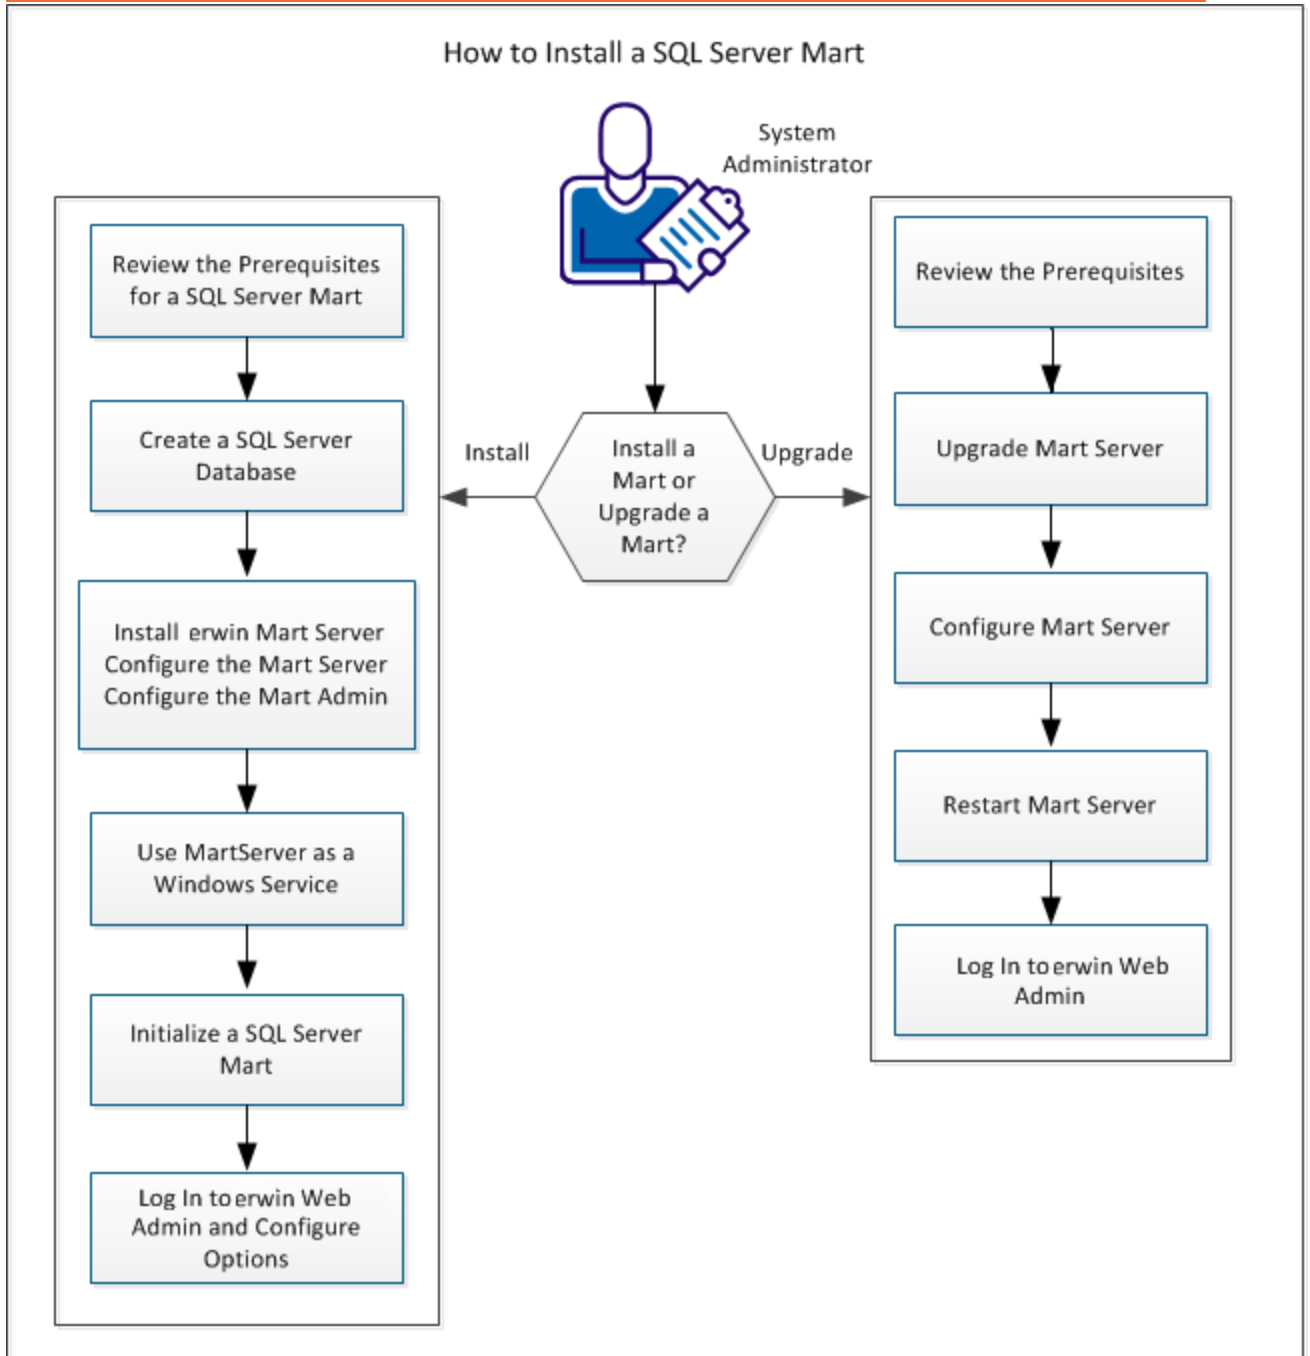 How to Install a SQL Server Mart
System
Administrator
Review the Prerequisites
for a SQL Server Mart
Create a SQL Server
Database
Install erwin Mart Server
Configure the Mart Server
Configure the Mart Admin
Use MartServer as a
Windows Service
Initialize a SQL Server
Mart
Log In to erwin Web
Admin and Configure
Options
Install
Install a
Mart or
Upgrade a
Mart?
Upgrade
Review the Prerequisites
Upgrade Mart Server
Configure Mart Server
Restart Mart Server
Log In to erwin Web
Admin